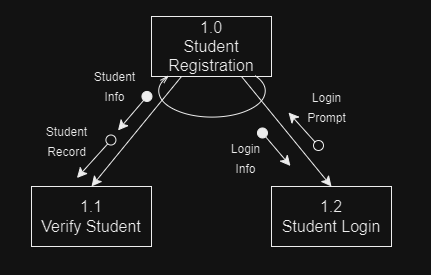 1.0
Student
Registration
Student
Info
Login
Prompt
Student
Record
Login
Info
1.1
Verify Student
1.2
Student Login